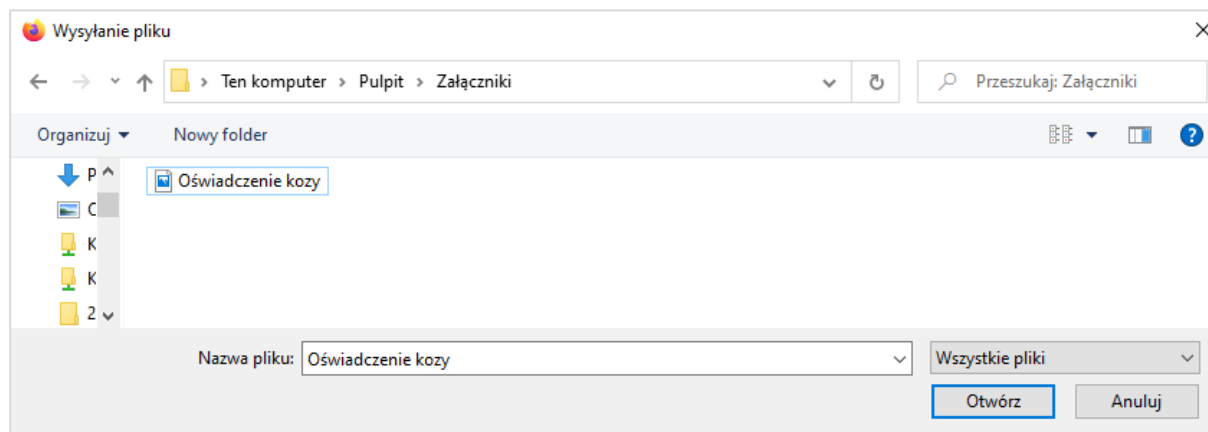 Wysyłanie pliku
Ten komputer > Pulpit > Załączniki
Przeszukaj: Załączniki
Organizuj
Nowy folder
P
Oświadczenie kozy
C
K
K
2
Nazwa pliku: Oświadczenie kozy
Wszystkie pliki
Otwórz
Anuluj